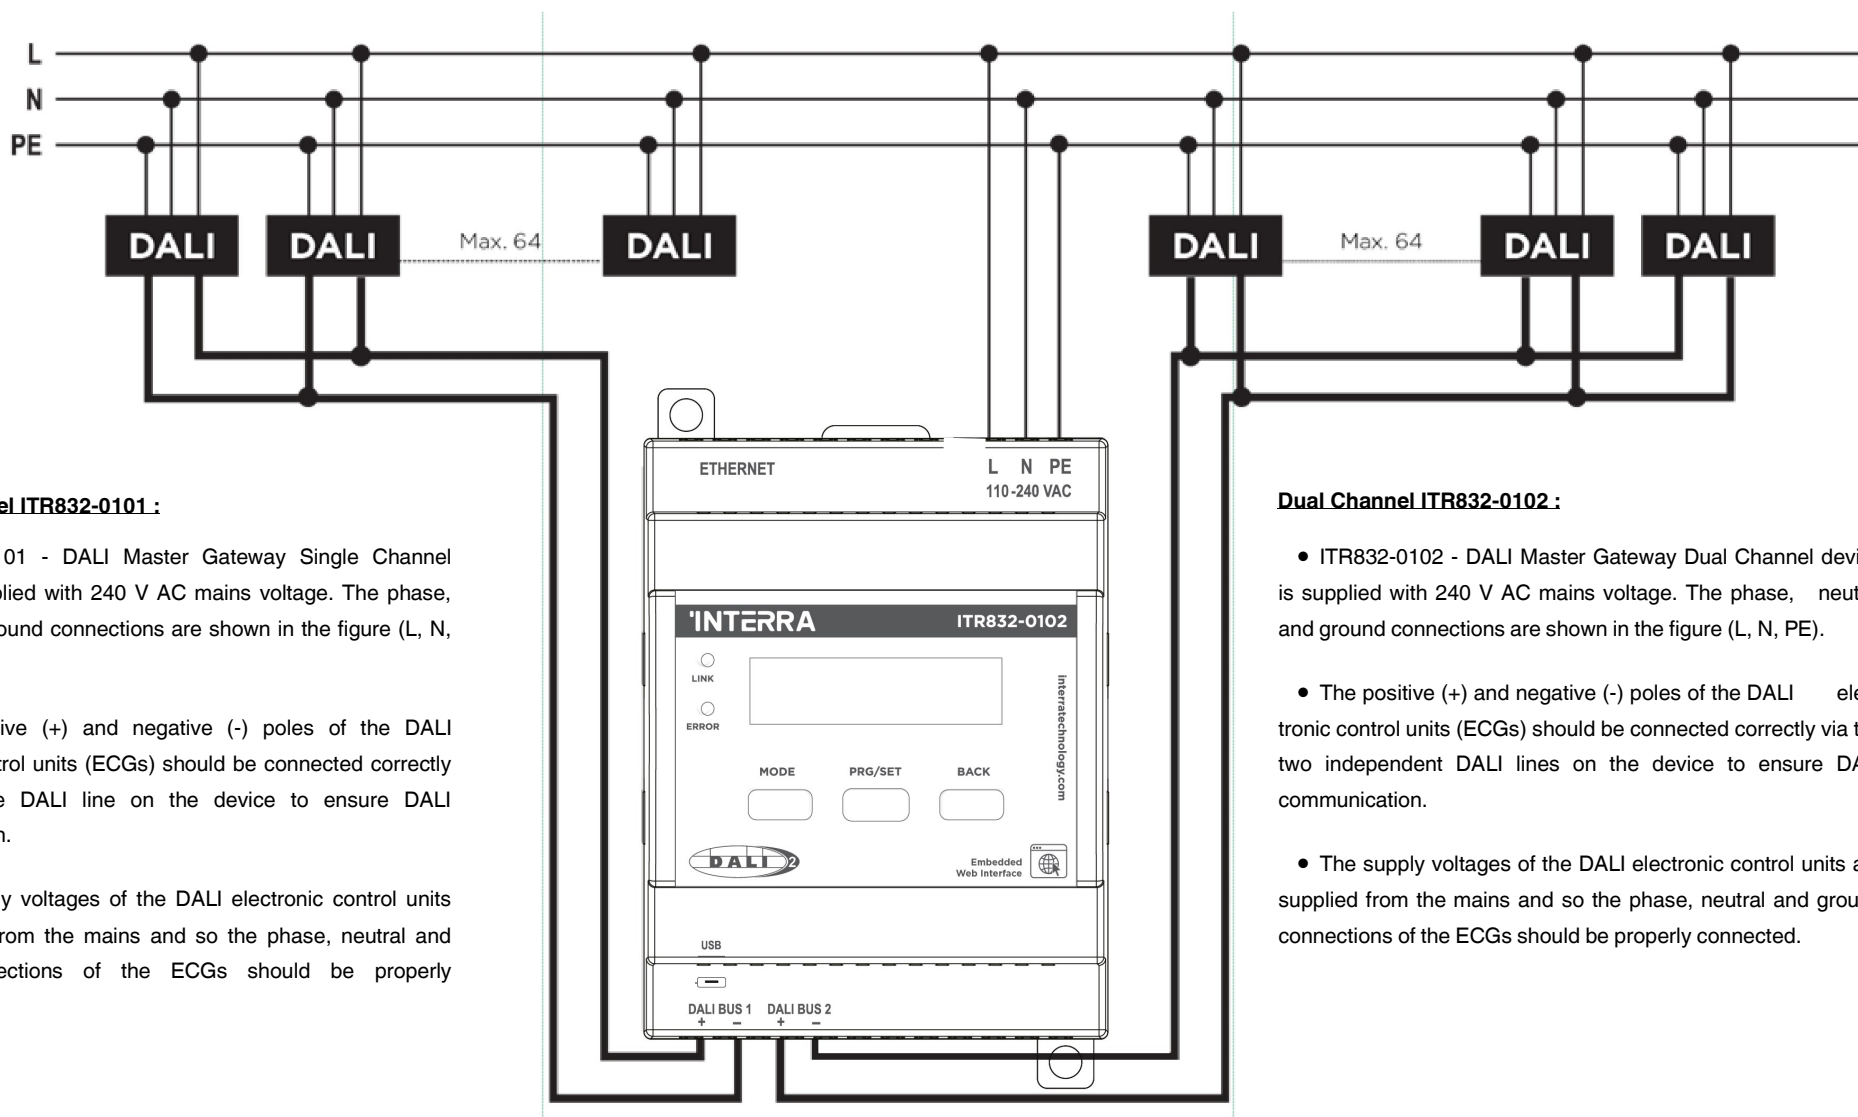 L
N
PE
DALI
DALI
Max. 64
DALI
DALI
Max. 64
DALI
DALI
ETHERNET
L N PE
110-240 VAC
el ITR832-0101 :
01 - DALI Master Gateway Single Channel
plied with 240 V AC mains voltage. The phase,
ound connections are shown in the figure (L, N,
ive (+) and negative (-) poles of the DALI
trol units (ECGs) should be connected correctly
e DALI line on the device to ensure DALI
n.
y voltages of the DALI electronic control units
from the mains and so the phase, neutral and
ections of the ECGs should be properly
INTERRA
ITR832-0102
LINK
ERROR
interratechnology.com
MODE
PRG/SET
BACK
DALI 2
Embedded
Web Interface
USB
DALI BUS 1 DALI BUS 2
+ – + –
Dual Channel ITR832-0102 :
● ITR832-0102 - DALI Master Gateway Dual Channel devi
is supplied with 240 V AC mains voltage. The phase, neut
and ground connections are shown in the figure (L, N, PE).
● The positive (+) and negative (-) poles of the DALI ele
tronic control units (ECGs) should be connected correctly via t
two independent DALI lines on the device to ensure DA
communication.
● The supply voltages of the DALI electronic control units a
supplied from the mains and so the phase, neutral and grou
connections of the ECGs should be properly connected.